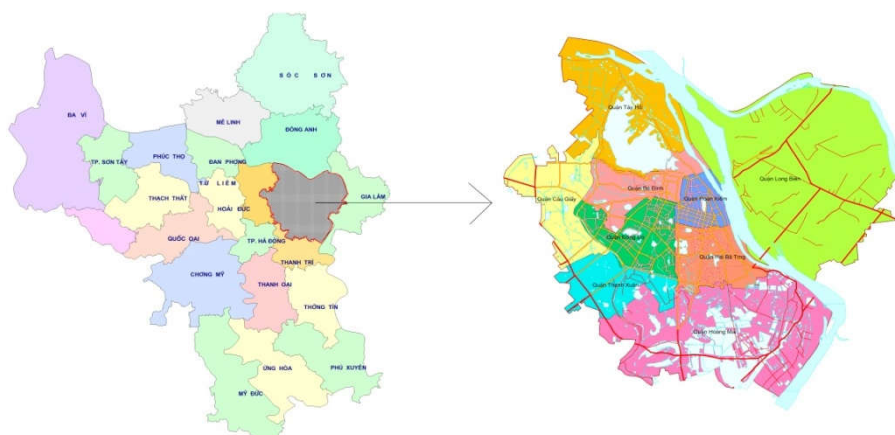 SÓC SƠN
BA VÌ
MÊ LINH
ĐÔNG ANH
TP. SƠN TÂY
PHÚC THỌ
ĐAN PHƯỢNG
TỪ LIÊM
GIA LÂM
THẠCH THẤT
HOÀI ĐỨC
QUỐC OAI
TP. HÀ ĐÔNG
THANH TRÌ
CHƯƠNG MỸ
THANH OAI
THƯỜNG TÍN
ỨNG HÒA
PHÚ XUYÊN
MỸ ĐỨC
Quận Tây Hồ
Quận Long Biên
Quận Ba Đình
Quận Hoàn Kiếm
Quận Cầu Giấy
Quận Đống Đa
Quận Hai Bà Trưng
Quận Thanh Xuân
Quận Hoàng Mai